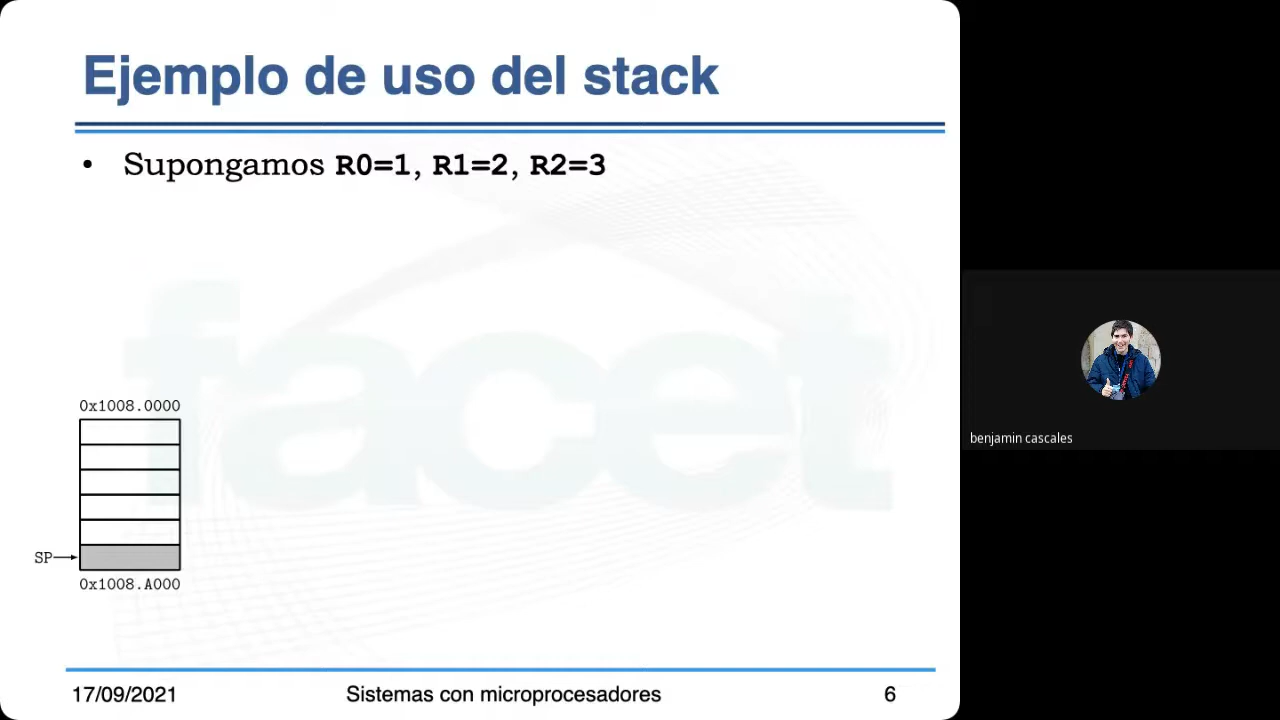 Ejemplo de uso del stack
• Supongamos R0=1, R1=2, R2=3
facet
0x1008.0000
SP
0x1008.A000
benjamin cascales
17/09/2021 Sistemas con microprocesadores 6